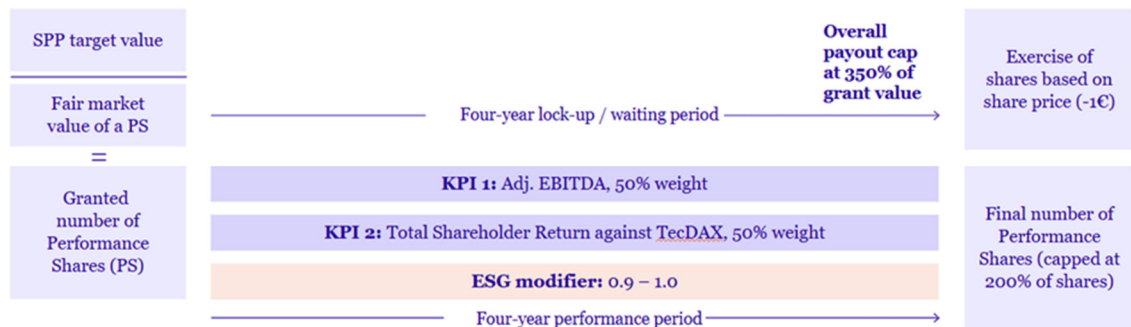 SPP target value
Fair market
value of a PS
=
Granted
number of
Performance
Shares (PS)
Overall
payout cap
at 350% of
grant value
Four-year lock-up / waiting period
KPI 1: Adj. EBITDA, 50% weight
KPI 2: Total Shareholder Return against TecDAX, 50% weight
ESG modifier: 0.9 – 1.0
Four-year performance period
Exercise of
shares based on
share price (-1€)
Final number of
Performance
Shares (capped at
200% of shares)